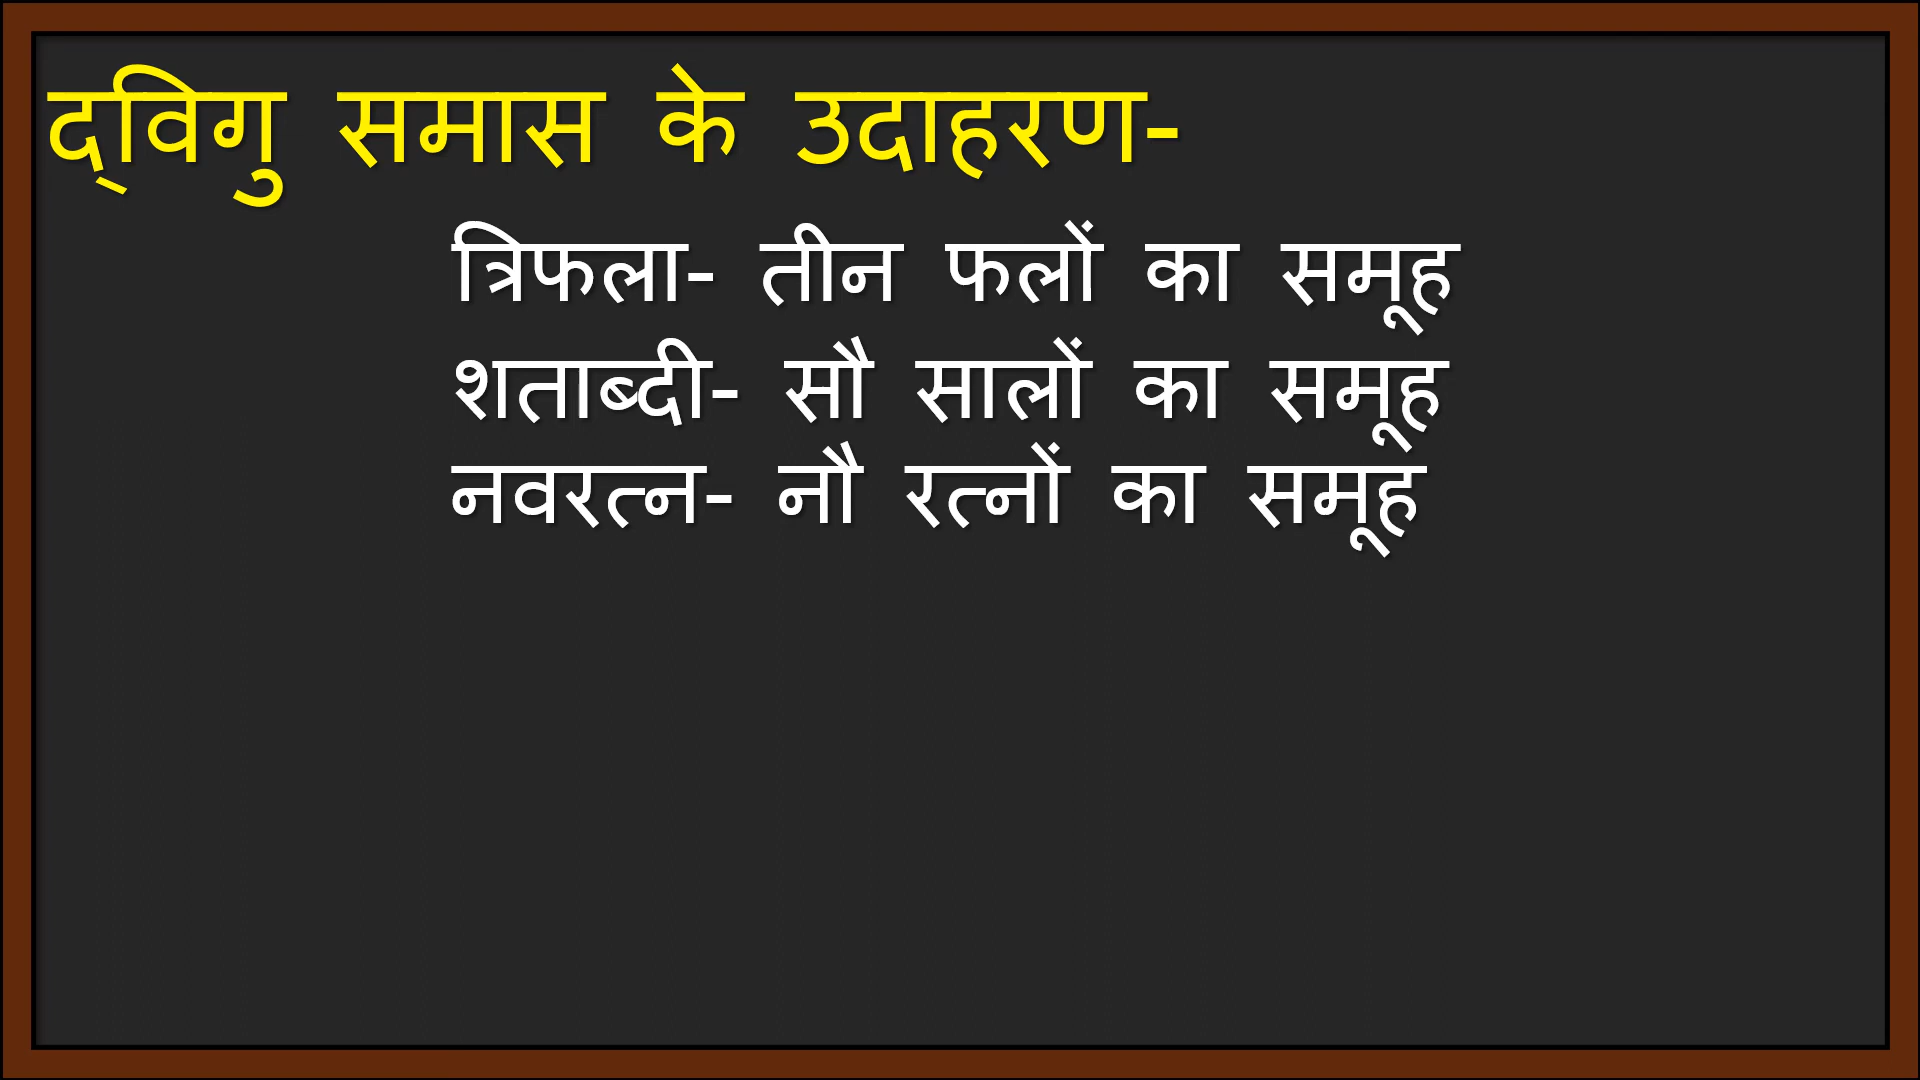 द्विगु समास के उदाहरण-
त्रिफला- तीन फलों का समूह
शताब्दी- सौ सालों का समूह
नवरत्न- नौ रत्नों का समूह